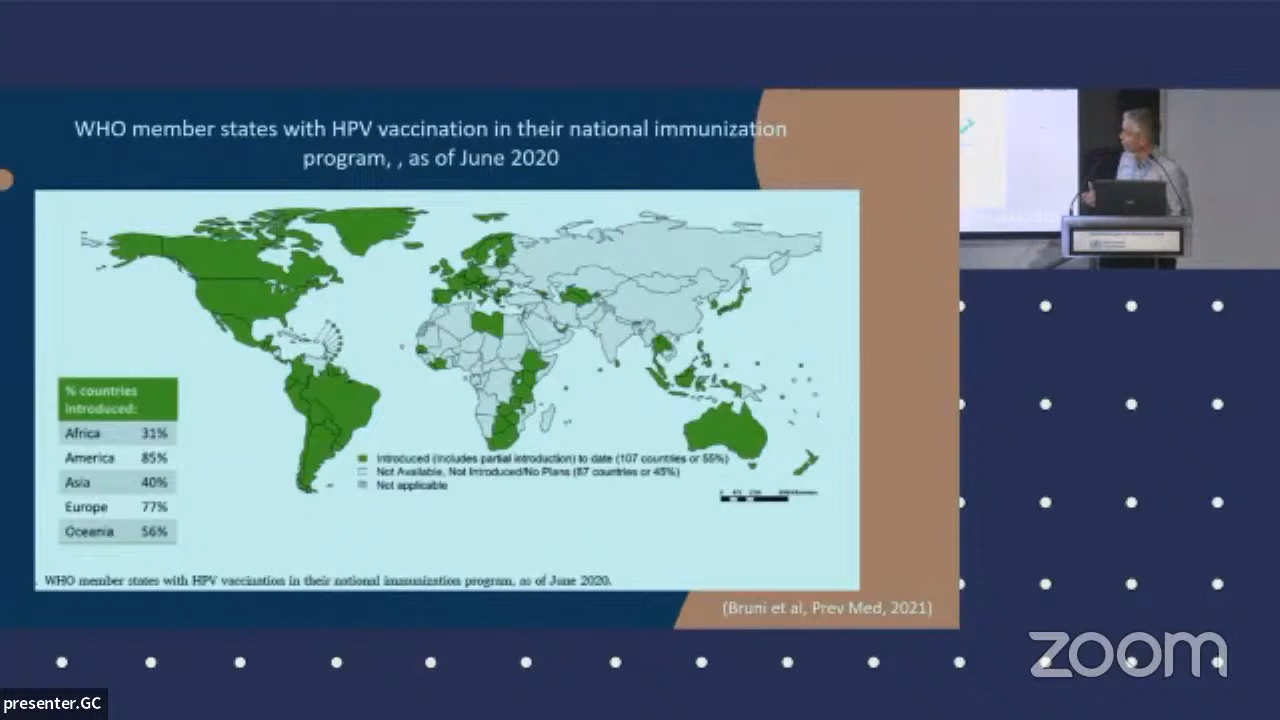 WHO member states with HPV vaccination in their national immunization
program, , as of June 2020
% countries
introduced:
Africa 31%
America 85%
Asia 40%
Europe 77%
Oceania 56%
Introduced (includes partial introduction) to date (107 countries or 55%)
Not Available, Not Introduced/No Plans (87 countries or 45%)
Not applicable
. WHO member states with HPV vaccination in their national immunization program, as of June 2020.
(Bruni et al, Prev Med, 2021)
zoom
presenter.GC